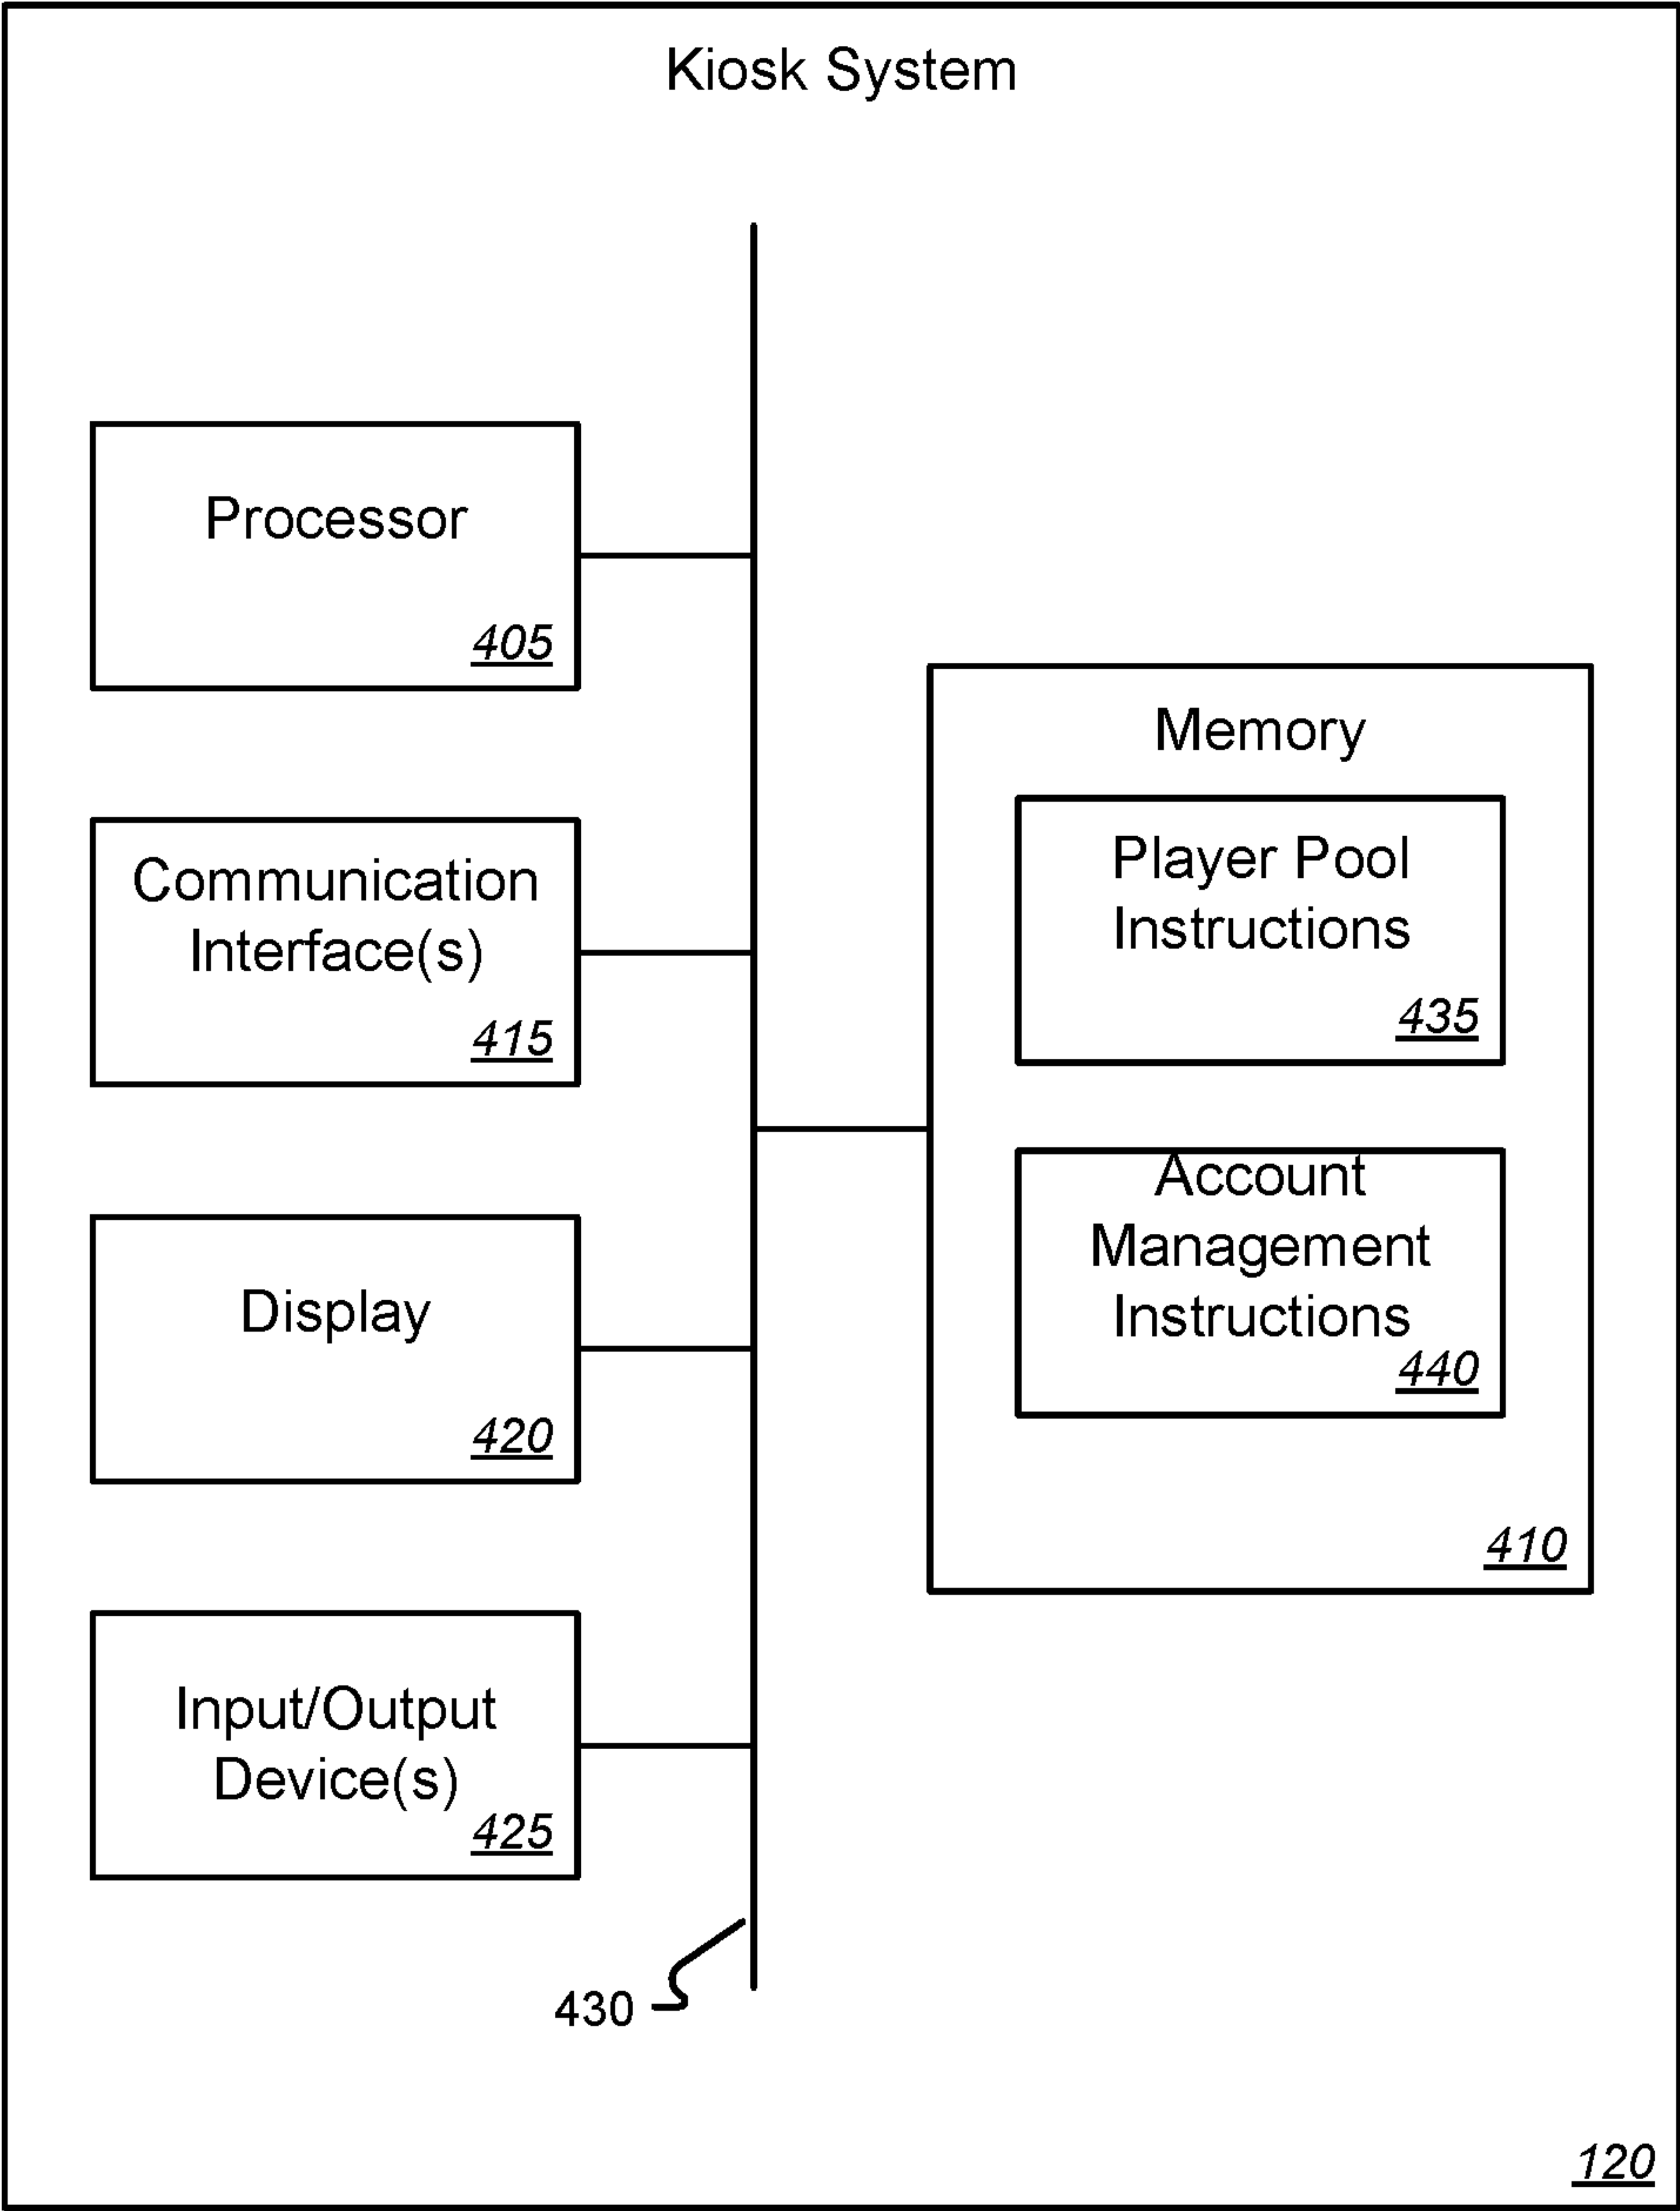 Kiosk System
Processor
405
Communication
Interface(s)
415
Display
420
Input/Output
Device(s)
425
430
Memory
Player Pool
Instructions
435
Account
Management
Instructions
440
410
120